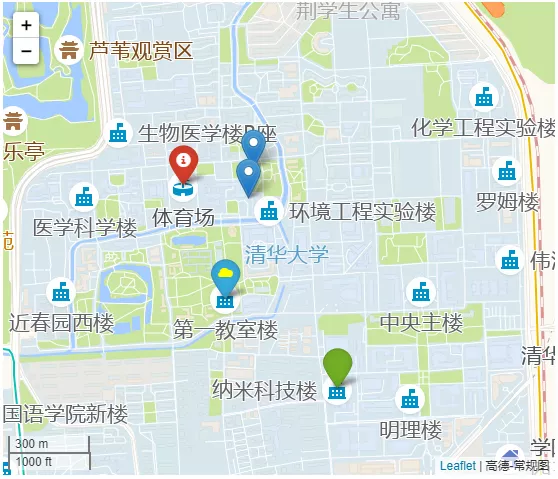 荆学生公寓
+
−
芦苇观赏区
化学工程实验楼
生物医学楼B座
乐亭
罗姆楼
体育场
环境工程实验楼
医学科学楼
苑
清华大学
伟清
近春园西楼
第一教室楼
中央主楼
清华
纳米科技楼
国语学院新楼
明理楼
300 m
1000 ft
学
Leaflet | 高德-常规图